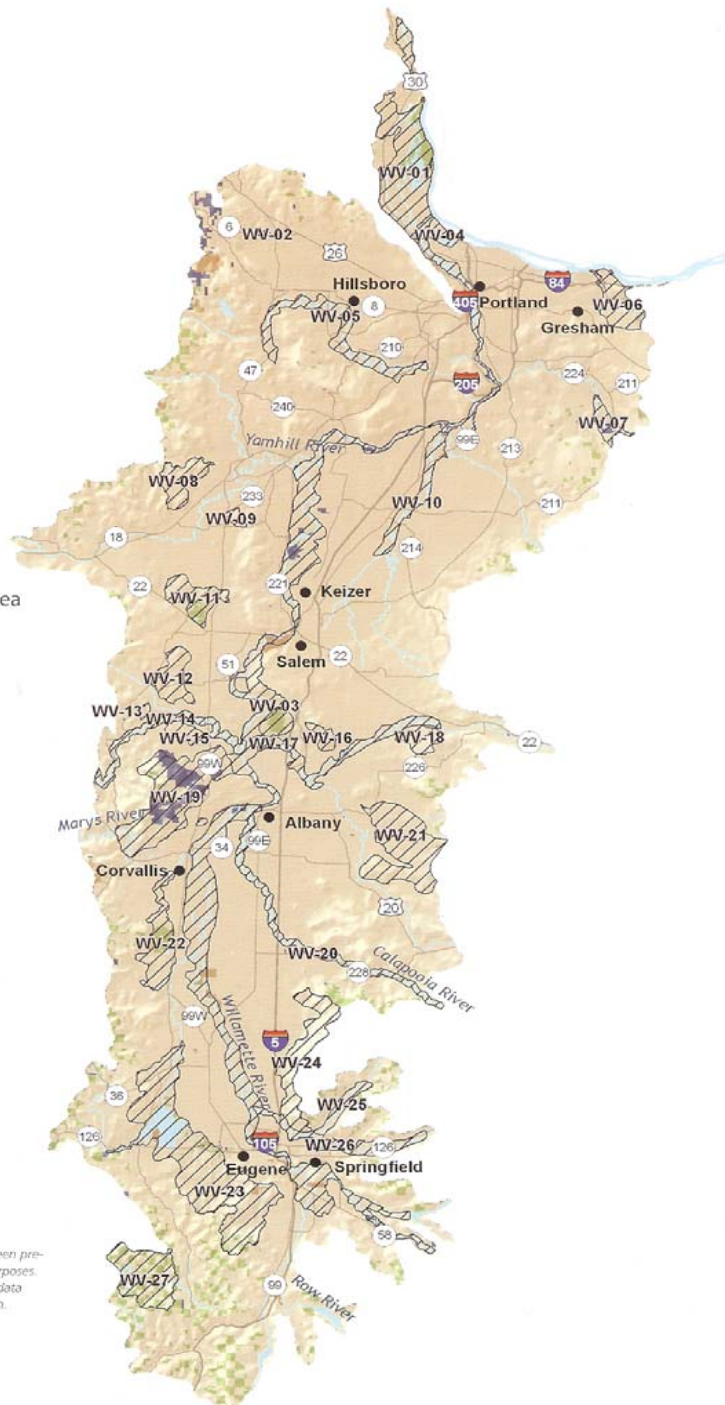 30
WV-01
6
WV-02
26
WV-04
Hillsboro
84
WV-05
8
405
Portland
WV-06
Gresham
210
47
205
224
211
240
WV-07
99E
Yamhill River
213
WV-08
233
WV-10
211
WV-09
18
214
22
WV-11
221
Keizer
ea
Salem
22
51
WV-12
WV-03
WV-13
WV-14
WV-15
WV-17
WV-16
WV-18
22
99W
226
WV-19
Marys River
Albany
34
99E
WV-21
Corvallis
20
WV-22
WV-20
228
Calapooia River
99W
Willamette River
5
WV-24
36
WV-25
126
105
WV-26
126
Eugene
Springfield
WV-23
58
een pre-
rposes.
data
n.
WV-27
99
Row River